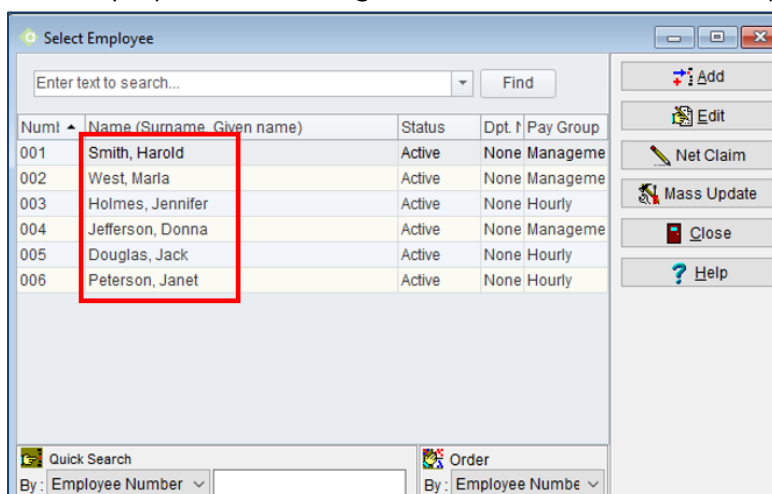 Select Employee
Enter text to search... Find
Numl Name (Surname, Given name) Status Dpt. N Pay Group
001 Smith, Harold Active None Manageme
002 West, Marla Active None Manageme
003 Holmes, Jennifer Active None Hourly
004 Jefferson, Donna Active None Manageme
005 Douglas, Jack Active None Hourly
006 Peterson, Janet Active None Hourly
Add
Edit
Net Claim
Mass Update
Close
Help
Quick Search Order
By : Employee Number By : Employee Numbe